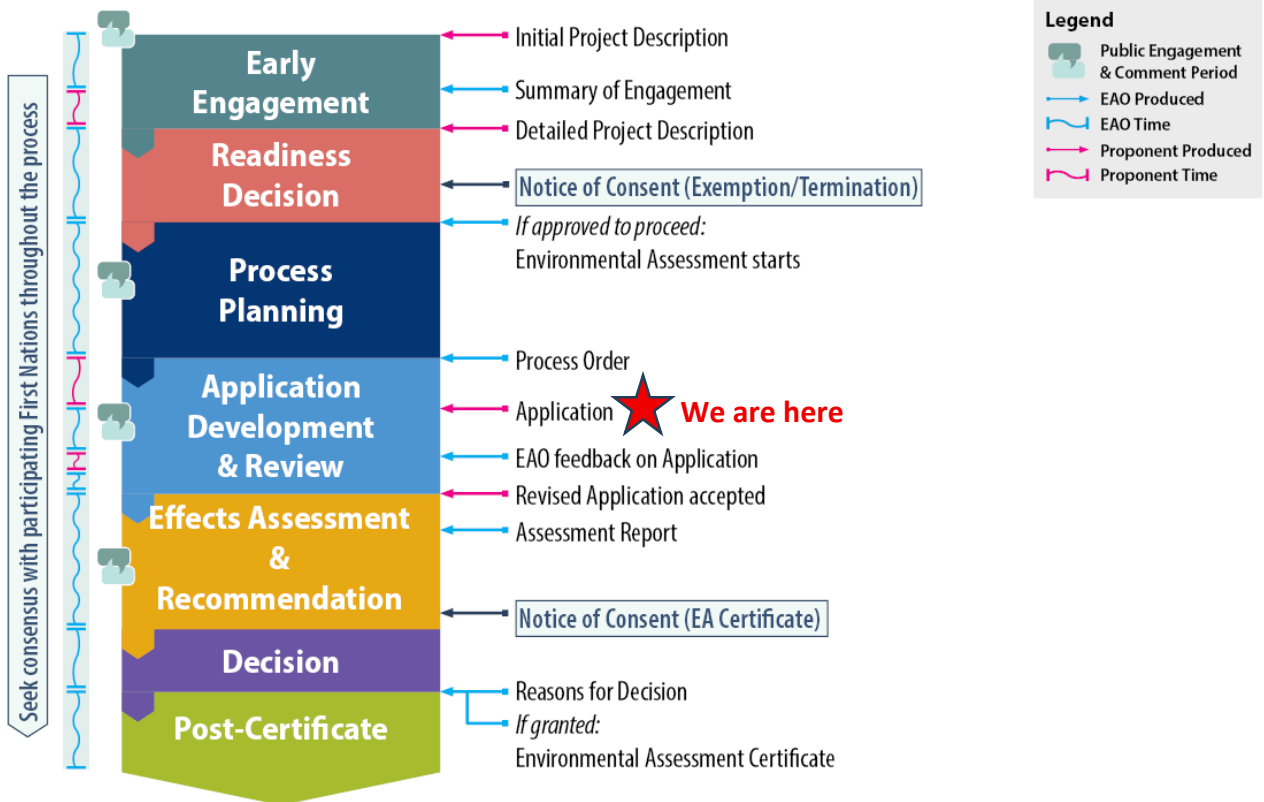 Seek consensus with participating First Nations throughout the process
Early
Engagement
Readiness
Decision
Process
Planning
Application
Development
& Review
Effects Assessment
&
Recommendation
Decision
Post-Certificate
Initial Project Description
Summary of Engagement
Detailed Project Description
Notice of Consent (Exemption/Termination)
If approved to proceed:
Environmental Assessment starts
Process Order
Application
We are here
EAO feedback on Application
Revised Application accepted
Assessment Report
Notice of Consent (EA Certificate)
Reasons for Decision
If granted:
Environmental Assessment Certificate
Legend
Public Engagement
& Comment Period
EAO Produced
EAO Time
Proponent Produced
Proponent Time